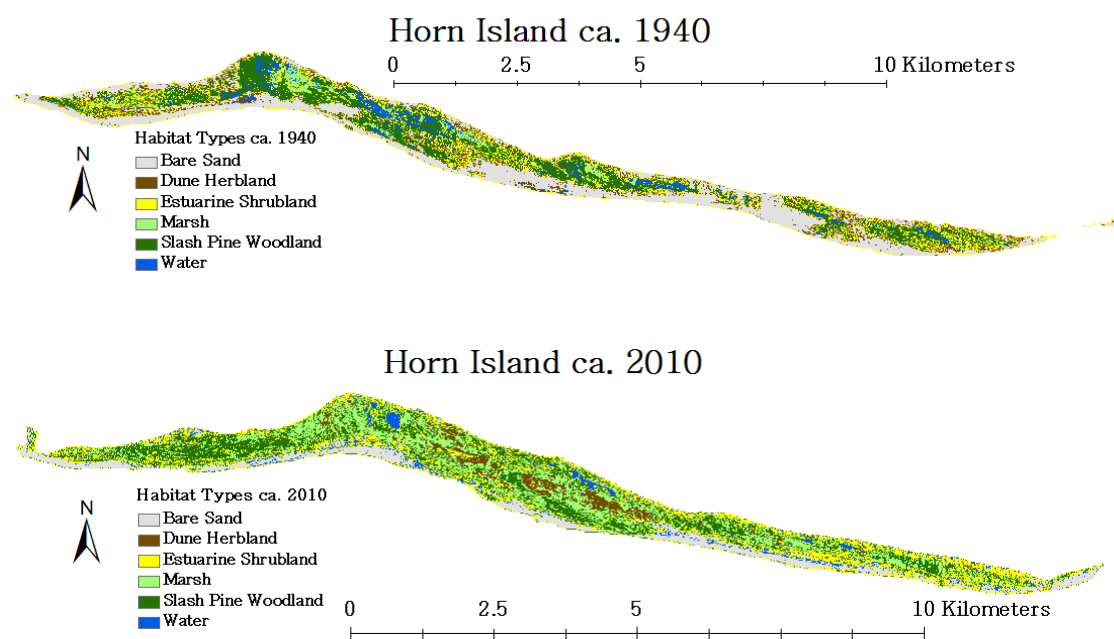 Horn Island ca. 1940
0 2.5 5 10 Kilometers
Habitat Types ca. 1940
N
Bare Sand
Dune Herbland
Estuarine Shrubland
Marsh
Slash Pine Woodland
Water
Horn Island ca. 2010
Habitat Types ca. 2010
N
Bare Sand
Dune Herbland
Estuarine Shrubland
Marsh
Slash Pine Woodland
Water
0 2.5 5 10 Kilometers